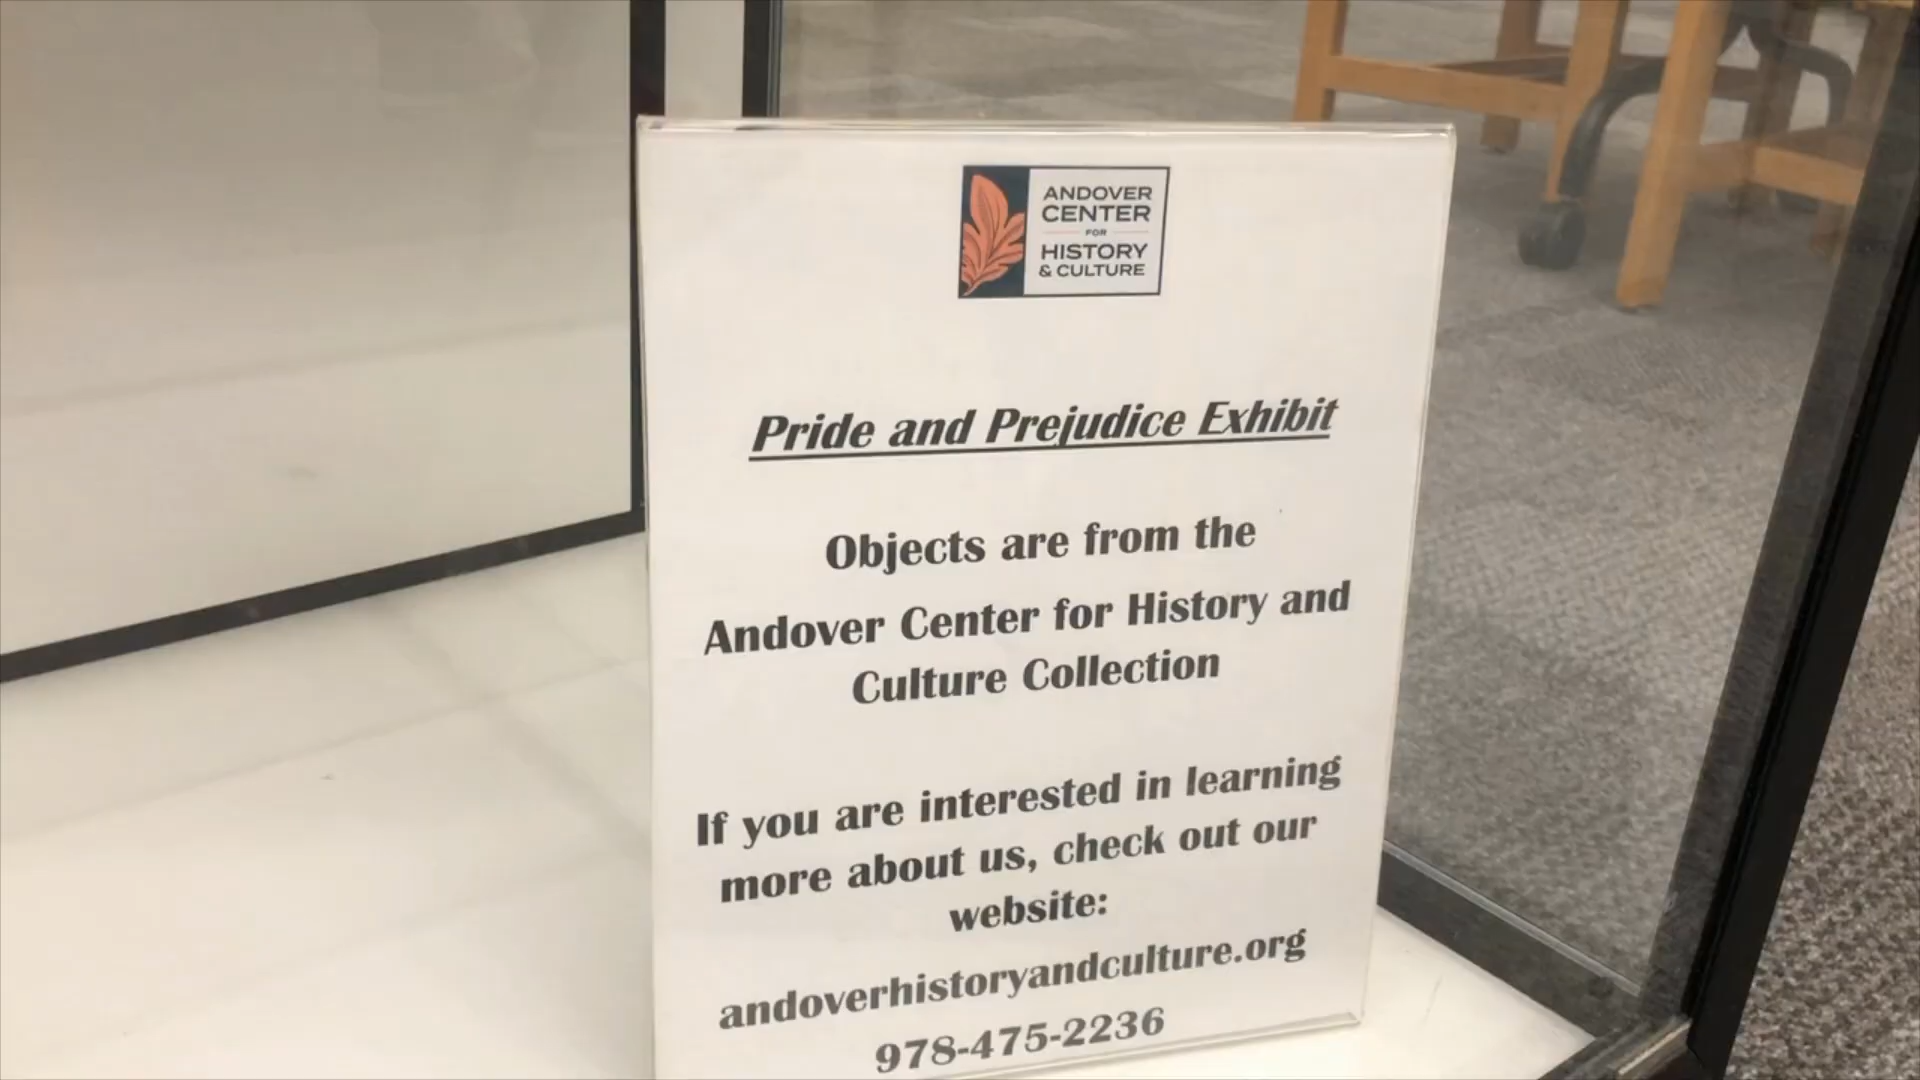 ANDOVER
CENTER
FOR
HISTORY
& CULTURE
Pride and Prejudice Exhibit
Objects are from the
Andover Center for History and
Culture Collection
If you are interested in learning
more about us, check out our
website:
andoverhistoryandculture.org
978-475-2236